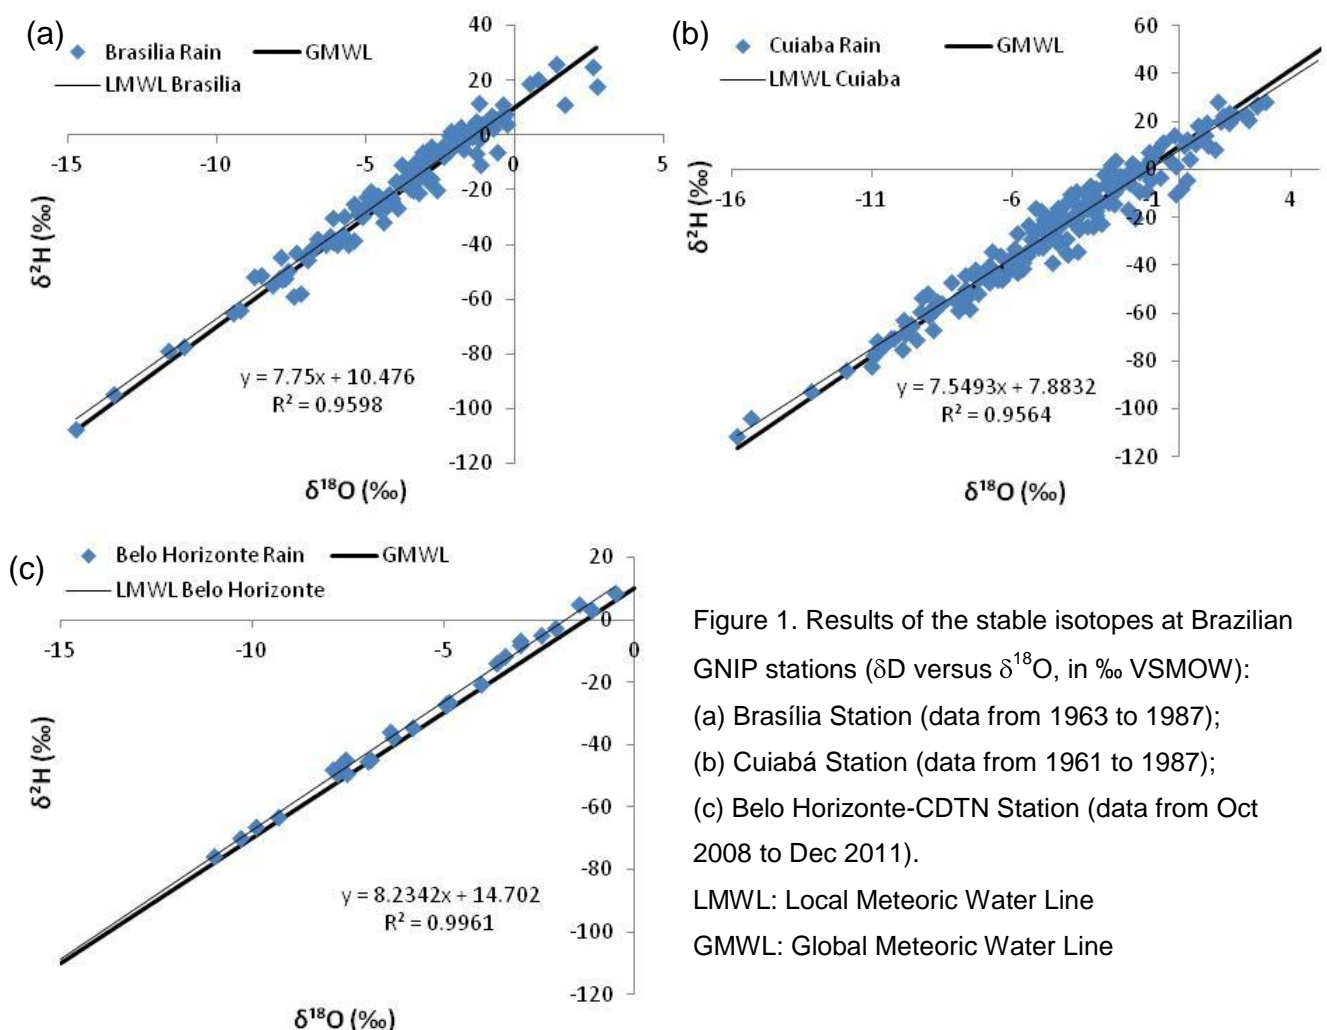 (a)
Brasilia Rain
GMWL
LMWL Brasilia
40
20
0
-15
-10
-5
0
5
-20
-40
-60
-80
-100
-120
δ²H (‰)
y = 7.75x + 10.476
R² = 0.9598
δ¹⁸O (‰)
(b)
Cuiaba Rain
GMWL
LMWL Cuiaba
60
50
40
20
0
-16
-11
-6
-1
4
-20
-40
-60
-80
-100
-120
δ²H (‰)
y = 7.5493x + 7.8832
R² = 0.9564
δ¹⁸O (‰)
(c)
Belo Horizonte Rain
GMWL
LMWL Belo Horizonte
20
0
-15
-10
-5
0
-20
-40
-60
-80
-100
-120
δ²H (‰)
y = 8.2342x + 14.702
R² = 0.9961
δ¹⁸O (‰)
Figure 1. Results of the stable isotopes at Brazilian
GNIP stations (δD versus δ¹⁸O, in ‰ VSMOW):
(a) Brasília Station (data from 1963 to 1987);
(b) Cuiabá Station (data from 1961 to 1987);
(c) Belo Horizonte-CDTN Station (data from Oct
2008 to Dec 2011).
LMWL: Local Meteoric Water Line
GMWL: Global Meteoric Water Line